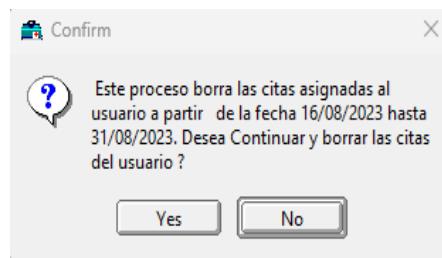 Confirm
Este proceso borra las citas asignadas al
usuario a partir de la fecha 16/08/2023 hasta
31/08/2023. Desea Continuar y borrar las citas
del usuario ?
Yes
No